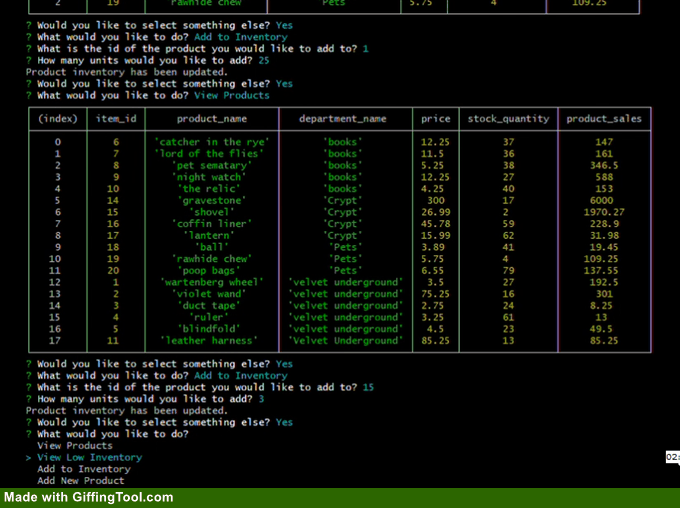 2 19 'rawhide chew' 'Pets' 5.75 4 109.25
? Would you like to select something else? Yes
? What would you like to do? Add to Inventory
? What is the id of the product you would like to add to? 1
? How many units would you like to add? 25
Product inventory has been updated.
? Would you like to select something else? Yes
? What would you like to do? View Products
(index) item_id product_name department_name price stock_quantity product_sales
0 6 'catcher in the rye' 'books' 12.25 37 147
1 7 'lord of the flies' 'books' 11.5 36 161
2 8 'pet sematary' 'books' 5.25 38 346.5
3 9 'night watch' 'books' 12.25 27 588
4 10 'the relic' 'books' 4.25 40 153
5 14 'gravestone' 'Crypt' 300 17 6000
6 15 'shovel' 'Crypt' 26.99 2 1970.27
7 16 'coffin liner' 'Crypt' 45.78 59 228.9
8 17 'lantern' 'Crypt' 15.99 62 31.98
9 18 'ball' 'Pets' 3.89 41 19.45
10 19 'rawhide chew' 'Pets' 5.75 4 109.25
11 20 'poop bags' 'Pets' 6.55 79 137.55
12 1 'wartenberg wheel' 'velvet underground' 3.5 27 192.5
13 2 'violet wand' 'velvet underground' 75.25 16 301
14 3 'duct tape' 'velvet underground' 2.75 24 8.25
15 4 'ruler' 'velvet underground' 3.25 61 13
16 5 'blindfold' 'velvet underground' 4.5 23 49.5
17 11 'leather harness' 'Velvet Underground' 85.25 13 85.25
? Would you like to select something else? Yes
? What would you like to do? Add to Inventory
? What is the id of the product you would like to add to? 15
? How many units would you like to add? 3
Product inventory has been updated.
? Would you like to select something else? Yes
? What would you like to do?
View Products
> View Low Inventory
Add to Inventory
Add New Product
02:
Made with GiffingTool.com